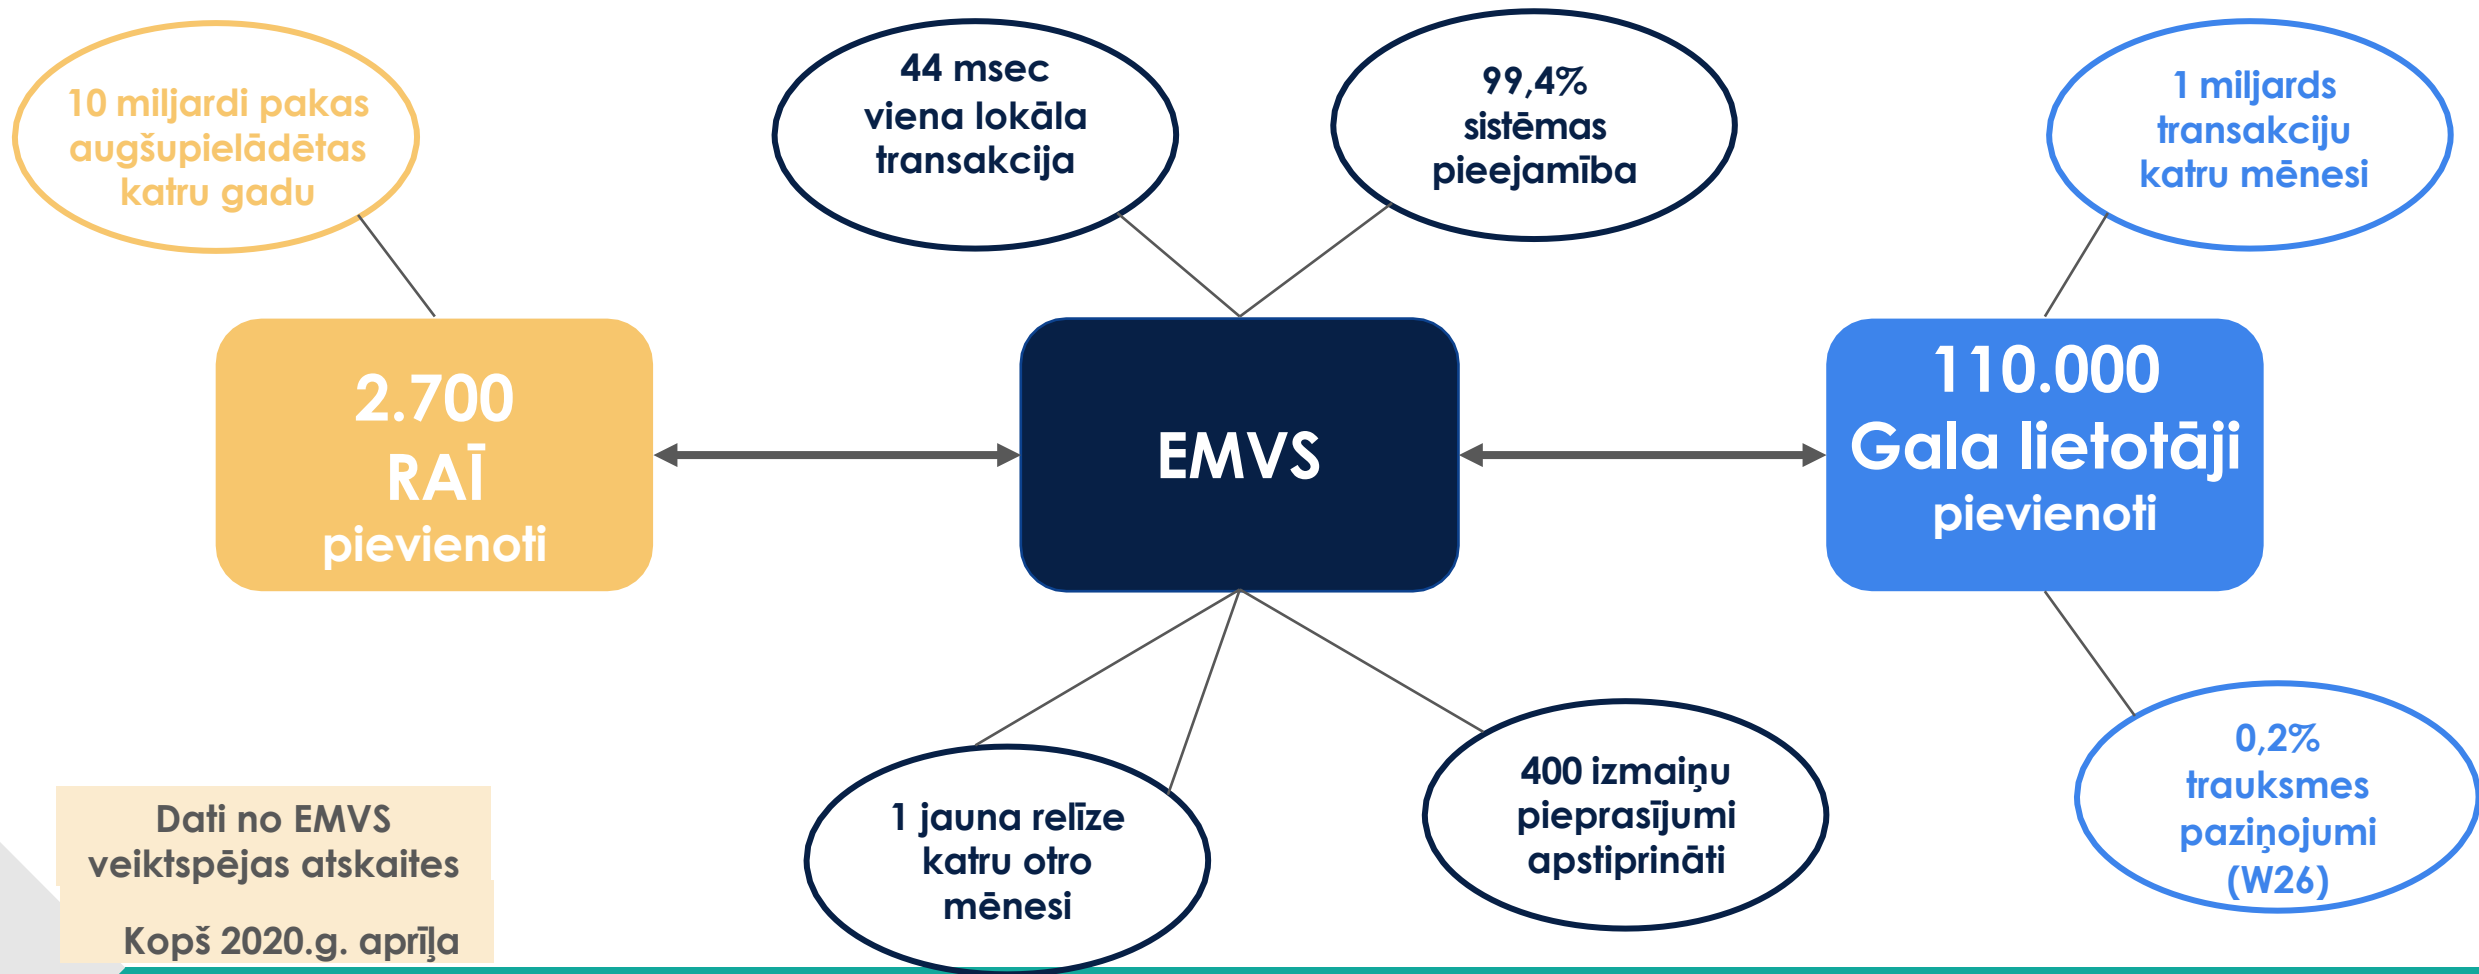 10 miljardi pakas
augšupielādētas
katru gadu
44 msec
viena lokāla
transakcija
99,4%
sistēmas
pieejamība
1 miljards
transakciju
katru mēnesi
2.700
RAĪ
pievienoti
EMVS
110.000
Gala lietotāji
pievienoti
1 jauna relīze
katru otro
mēnesi
400 izmaiņu
pieprasījumi
apstiprināti
0,2%
trauksmes
paziņojumi
(W26)
Dati no EMVS
veiktspējas atskaites
Kopš 2020.g. aprīļa